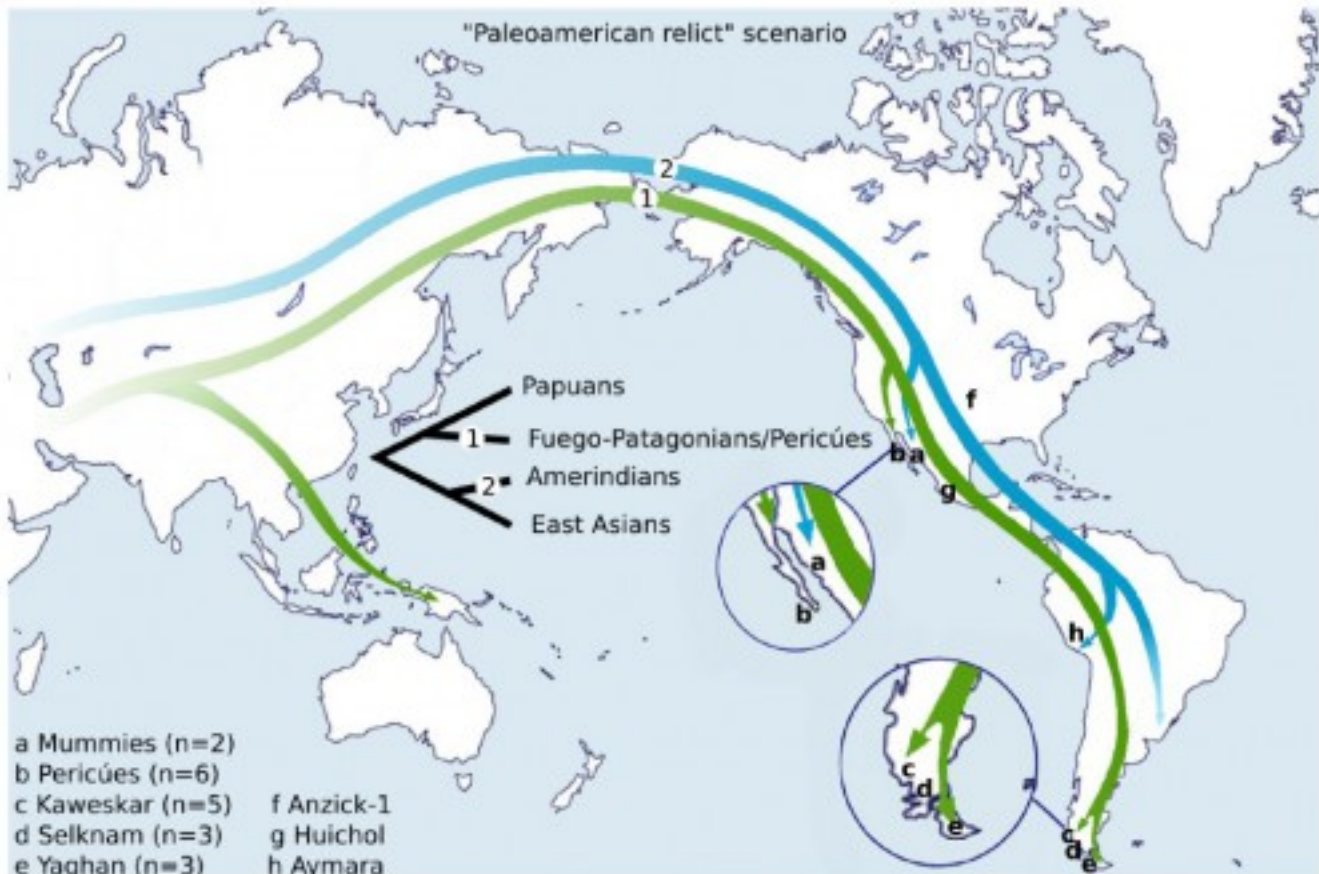 "Paleoamerican relict" scenario
2
1
Papuans
1 Fuego-Patagonians/Pericúes
2 Amerindians
East Asians
f
b a
g
a
b
h
c
d
e
c
d
e
a Mummies (n=2)
b Pericúes (n=6)
c Kaweskar (n=5) f Anzick-1
d Selknam (n=3) g Huichol
e Yaghan (n=3) h Aymara